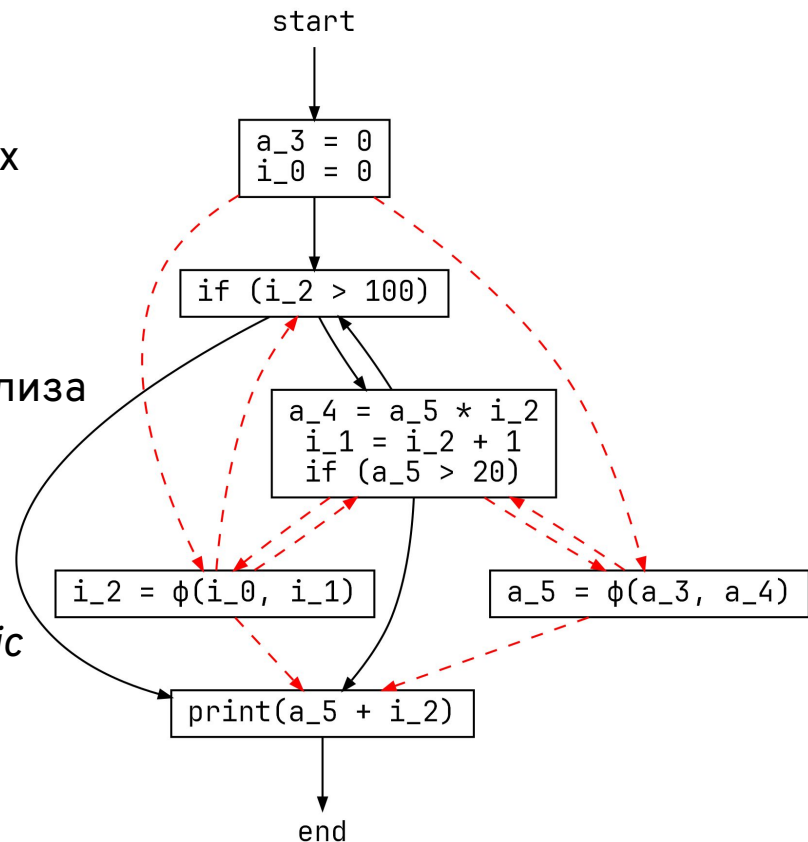 start
х
a_3 = 0
i_0 = 0
if (i_2 > 100)
лиза
a_4 = a_5 * i_2
i_1 = i_2 + 1
if (a_5 > 20)
i_2 = ϕ(i_0, i_1)
a_5 = ϕ(a_3, a_4)
ic
print(a_5 + i_2)
end